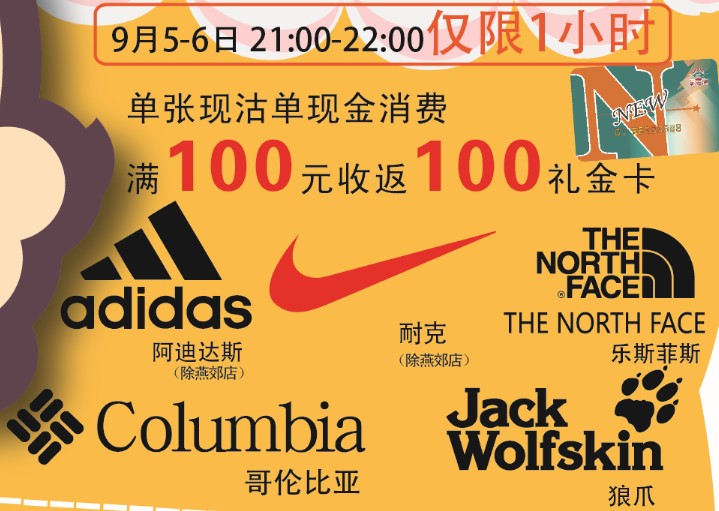 9月5-6日 21:00-22:00仅限1小时
NEW
单张现沽单现金消费
满100元收返100礼金卡
adidas
阿迪达斯
（除燕郊店）
耐克
（除燕郊店）
THE
NORTH
FACE
®
THE NORTH FACE
乐斯菲斯
Columbia
哥伦比亚
Jack
Wolfskin
狼爪